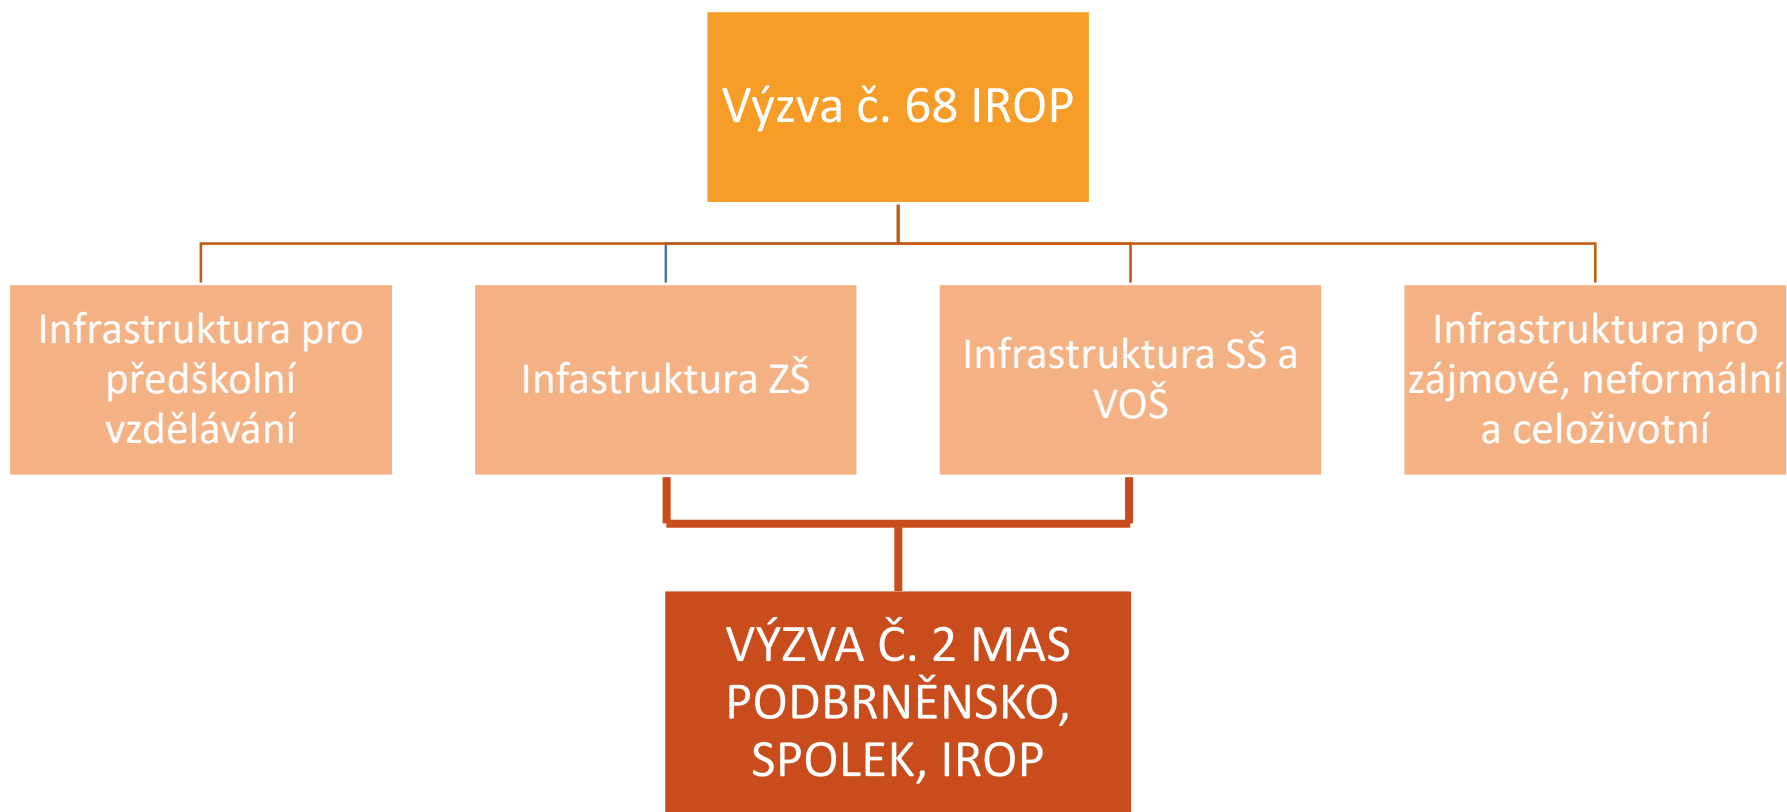 Výzva č. 68 IROP
Infrastruktura pro
předškolní
vzdělávání
Infastruktura ZŠ
Infrastruktura SŠ a
VOŠ
Infrastruktura pro
zájmové, neformální
a celoživotní
VÝZVA Č. 2 MAS
PODBRNĚNSKO,
SPOLEK, IROP